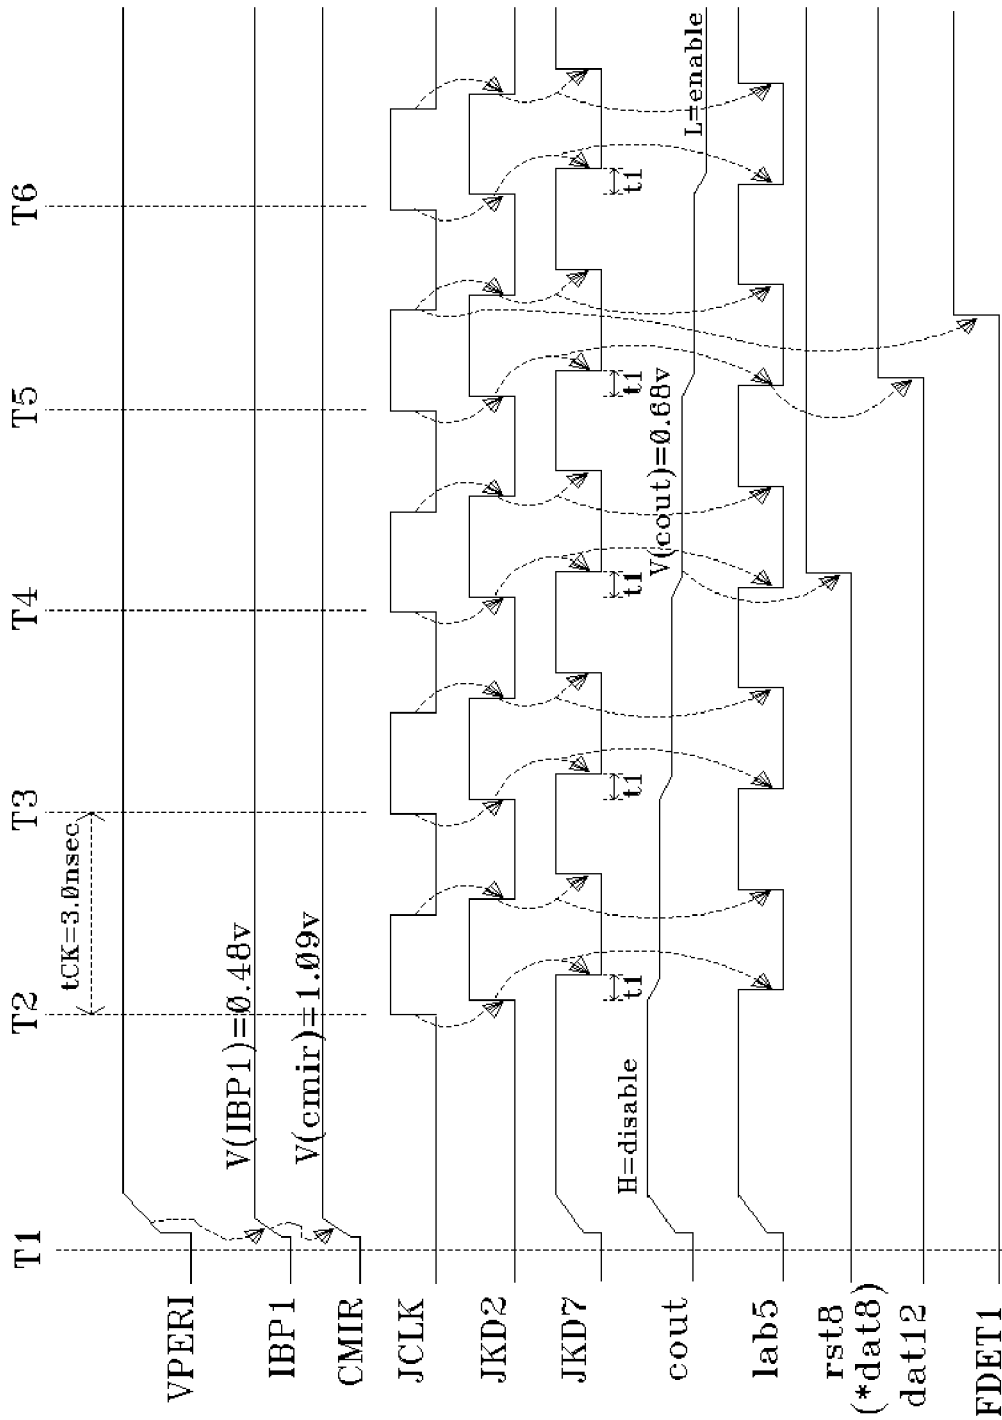 T1
T2
T3
T4
T5
T6
tCK=3.0nsec
VPERI
IBP1
V(IBP1)=0.48v
CMIR
V(cmir)=1.09v
JCLK
JKD2
JKD7
t1
t1
t1
t1
t1
cout
H=disable
V(cout)=0.68v
L=enable
lab5
rst8
(*dat8)
dat12
FDET1